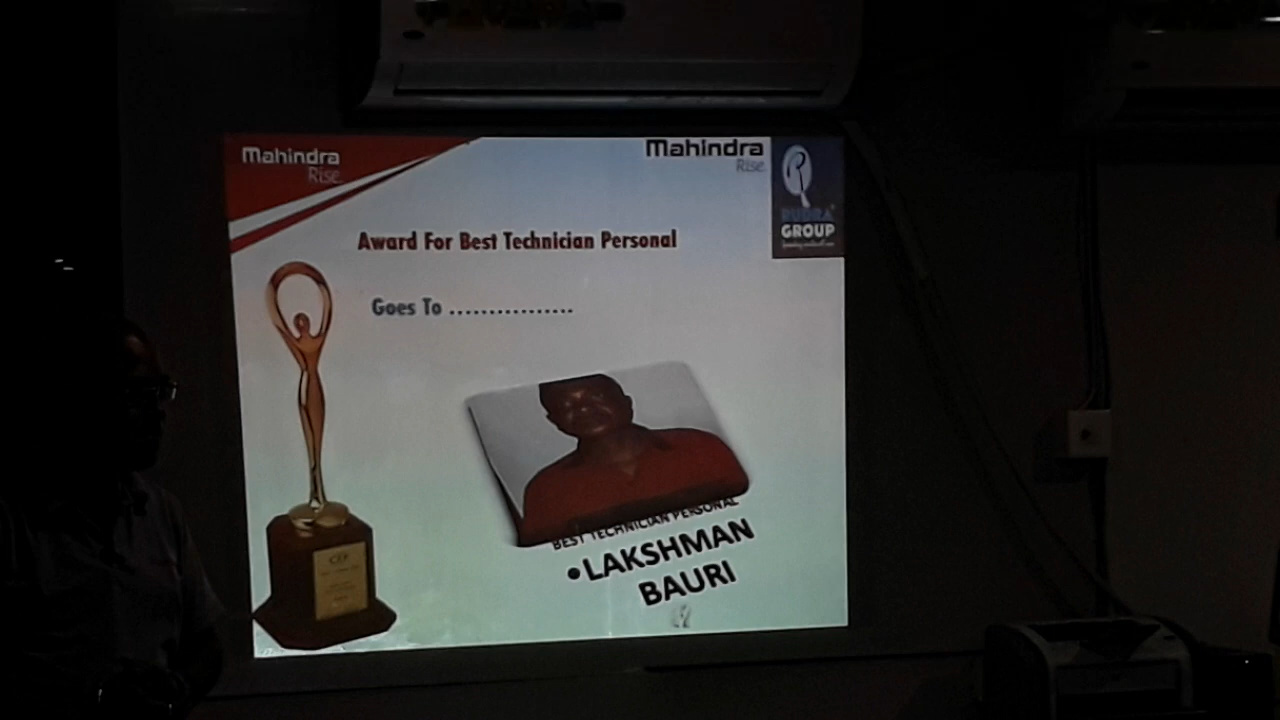 Mahindra
Rise.
Mahindra
Rise.
RUDRA
GROUP
Award For Best Technician Personal
Goes To ................
BEST TECHNICIAN PERSONAL
•LAKSHMAN
BAURI